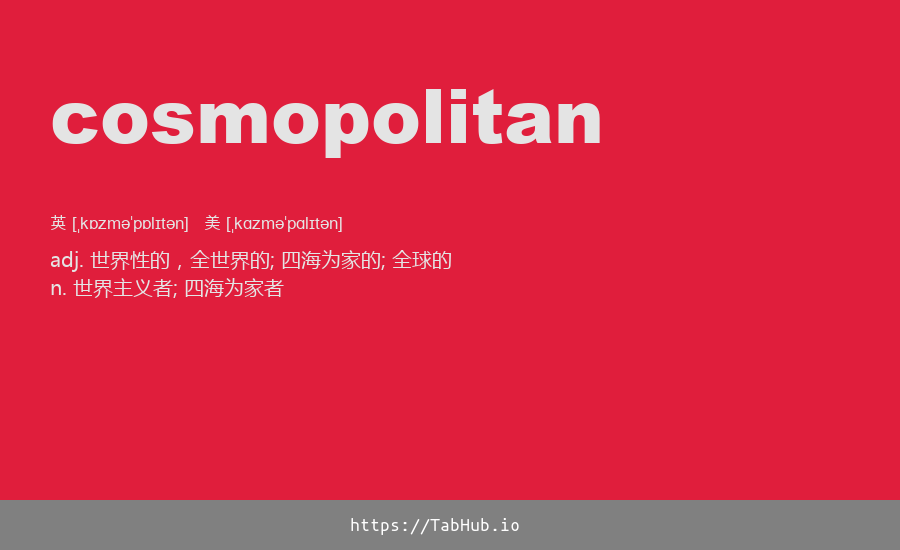 cosmopolitan
英 [ˌkɒzməˈpɒlɪtən] 美 [ˌkɑzməˈpɑlɪtən]
adj. 世界性的，全世界的; 四海为家的; 全球的
n. 世界主义者; 四海为家者
https://TabHub.io